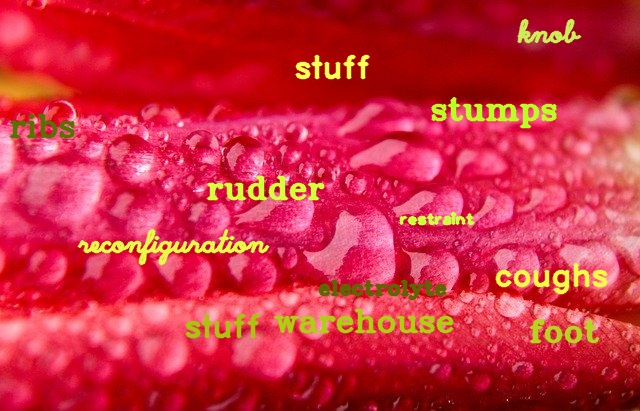 knob
stuff
stumps
ribs
rudder
restraint
reconfiguration
coughs
electrolyte
stuff warehouse
foot